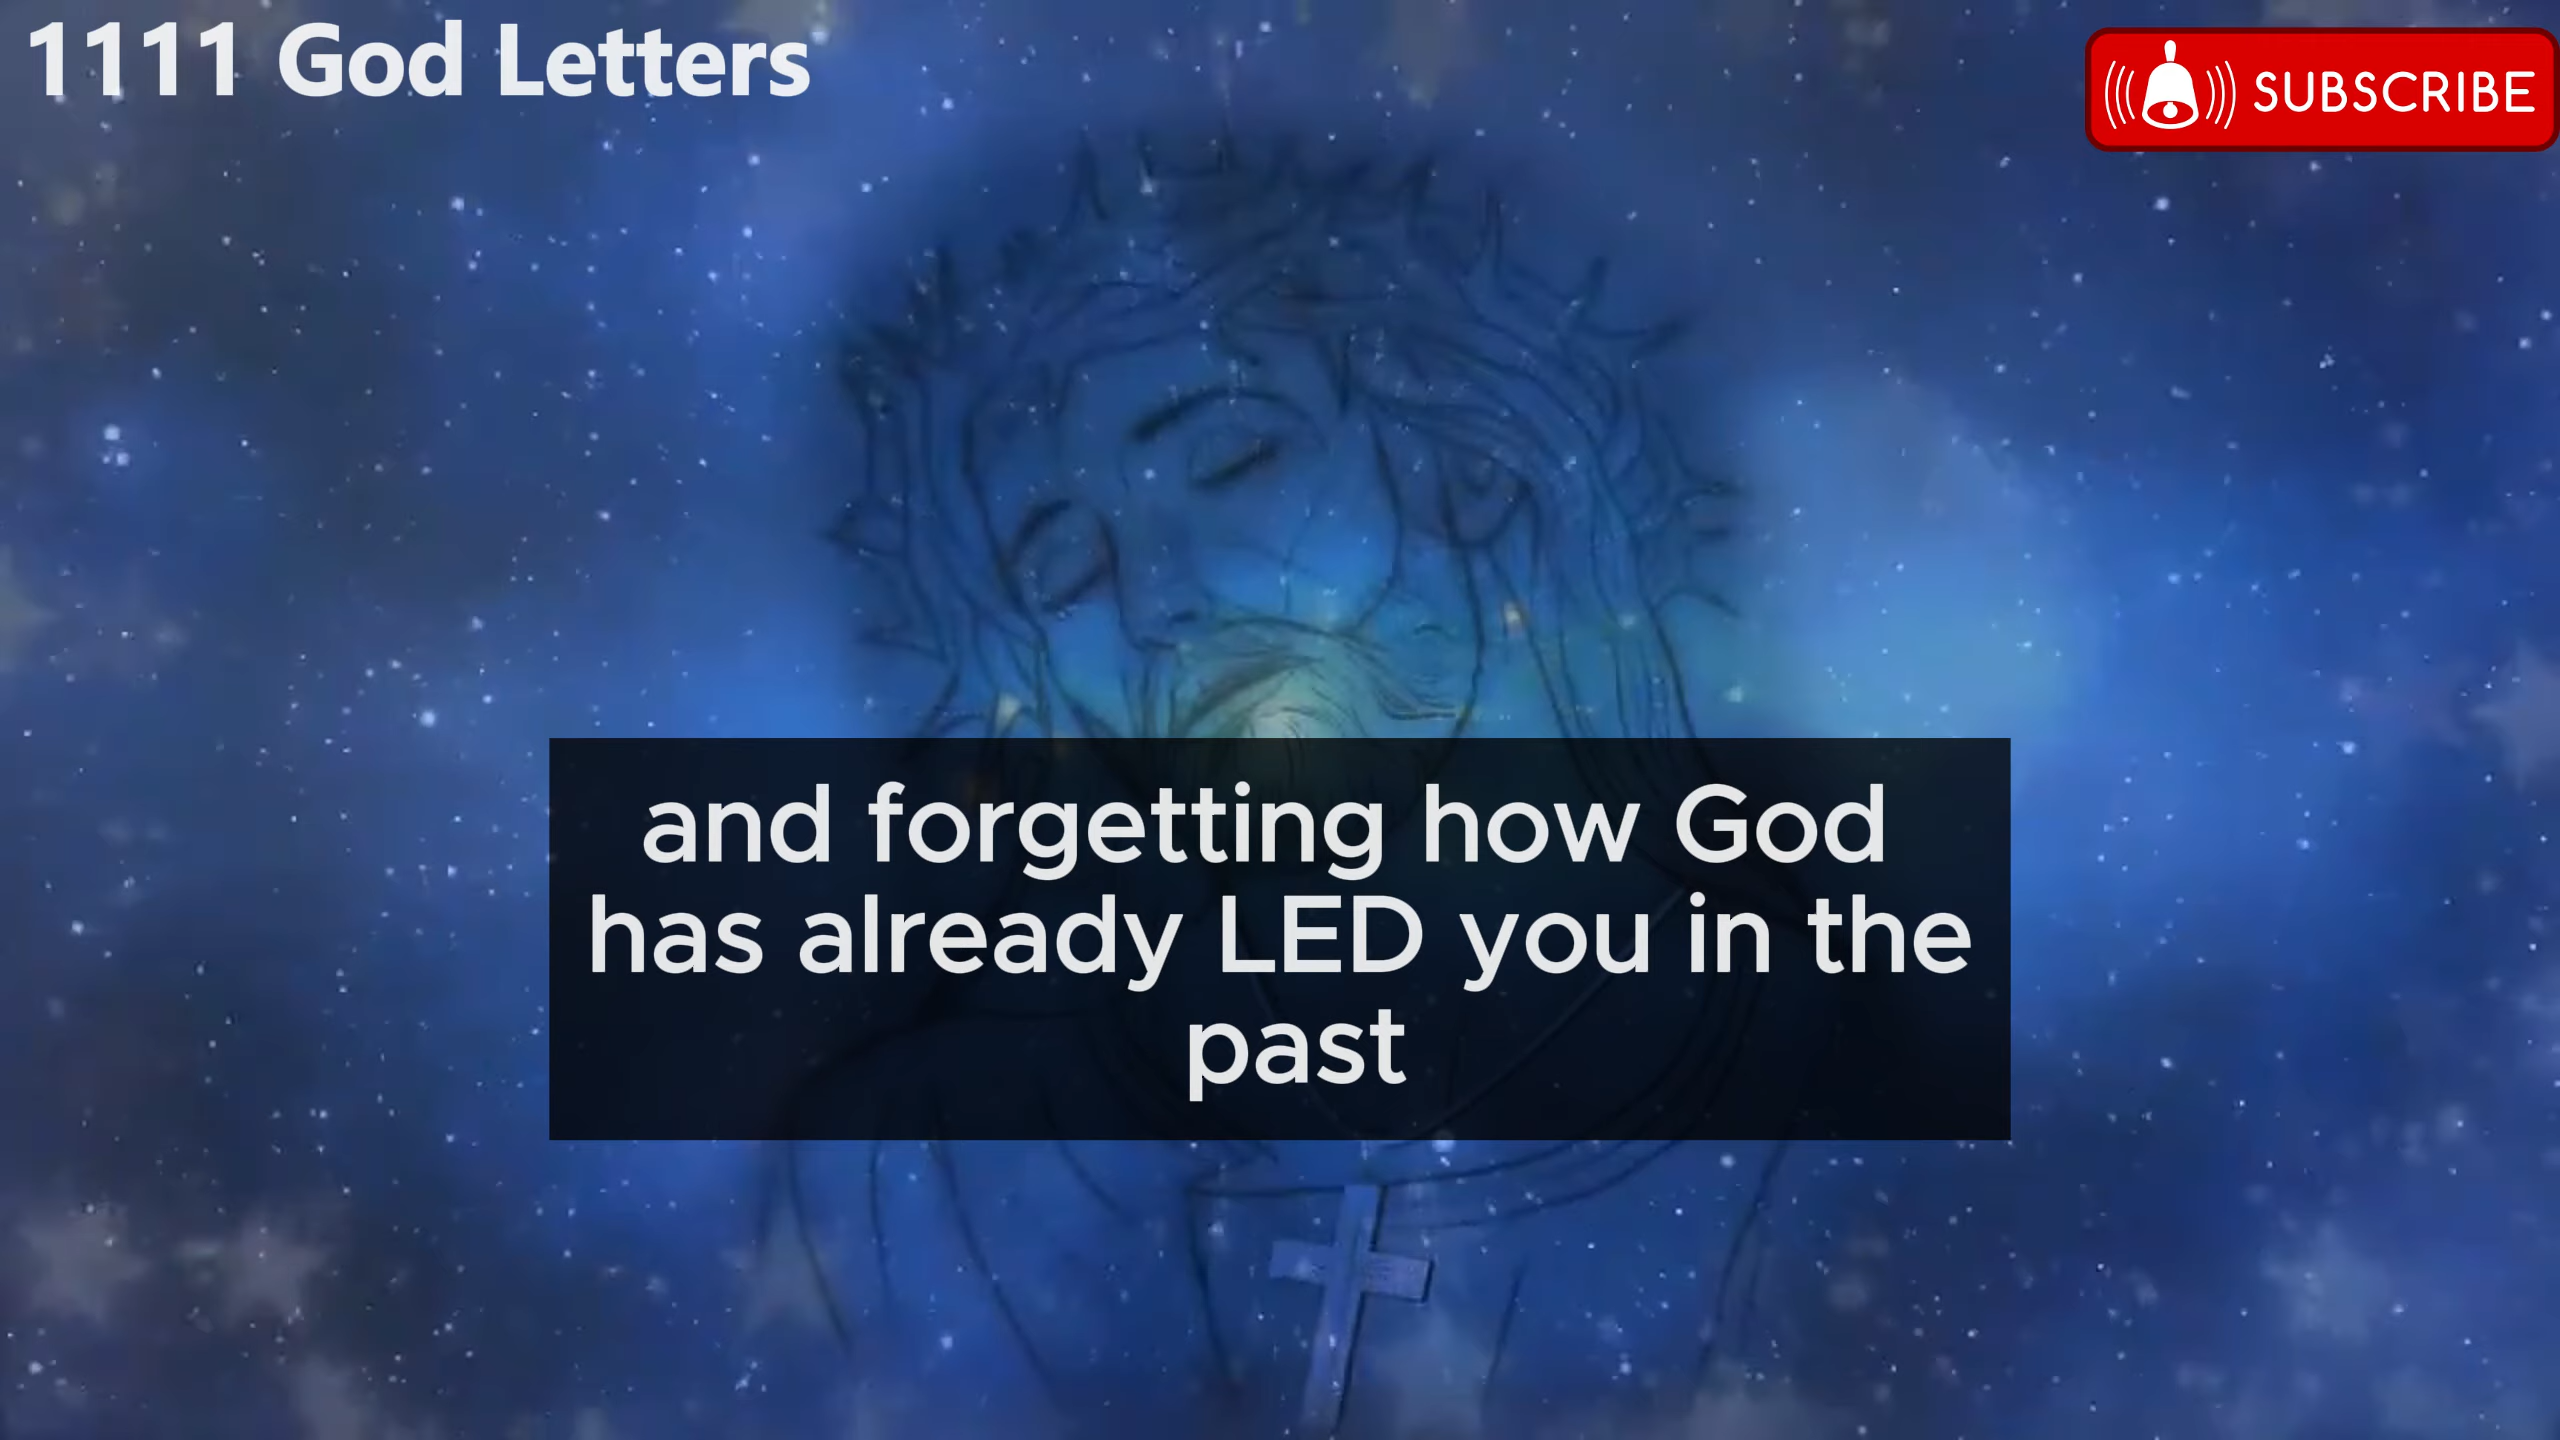 1111 God Letters
SUBSCRIBE
and forgetting how God
has already LED you in the
past